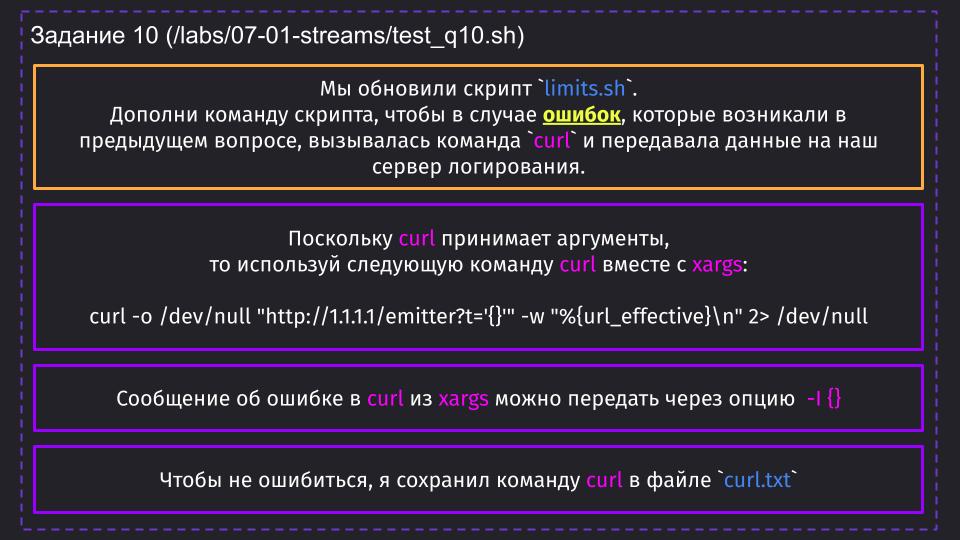 Задание 10 (/labs/07-01-streams/test_q10.sh)
Мы обновили скрипт `limits.sh`.
Дополни команду скрипта, чтобы в случае ошибок, которые возникали в
предыдущем вопросе, вызывалась команда `curl` и передавала данные на наш
сервер логирования.
Поскольку curl принимает аргументы,
то используй следующую команду curl вместе с xargs:
curl -o /dev/null "http://1.1.1.1/emitter?t='{}'" -w "%{url_effective}\n" 2> /dev/null
Сообщение об ошибке в curl из xargs можно передать через опцию -I {}
Чтобы не ошибиться, я сохранил команду curl в файле `curl.txt`